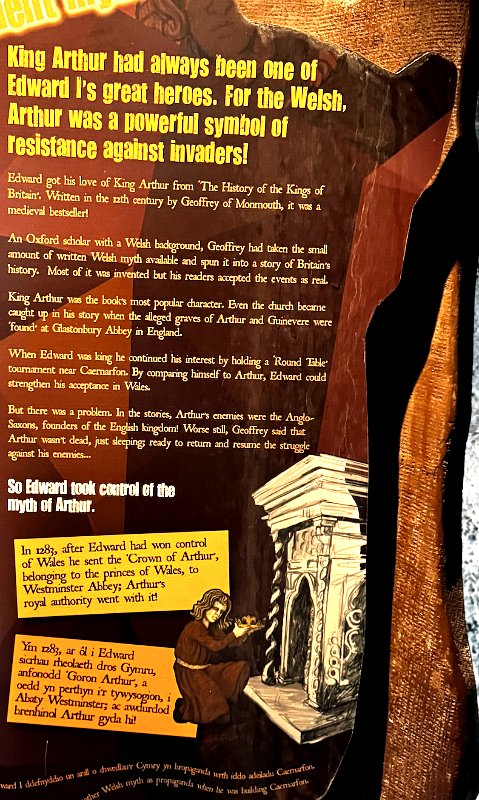 King Arthur had always been one of
Edward I's great heroes. For the Welsh,
Arthur was a powerful symbol of
resistance against invaders!
Edward got his love of King Arthur from 'The History of the Kings of
Britain'. Written in the 12th century by Geoffrey of Monmouth, it was a
medieval bestseller!
An Oxford scholar with a Welsh background, Geoffrey had taken the small
amount of written Welsh myth available and spun it into a story of Britain's
history. Most of it was invented but his readers accepted the events as real.
King Arthur was the book's most popular character. Even the church became
caught up in his story when the alleged graves of Arthur and Guinevere were
'found' at Glastonbury Abbey in England.
When Edward was king he continued his interest by holding a 'Round Table'
tournament near Caernarfon. By comparing himself to Arthur, Edward could
strengthen his acceptance in Wales.
But there was a problem. In the stories, Arthur's enemies were the Anglo-
Saxons, founders of the English kingdom! Worse still, Geoffrey said that
Arthur wasn't dead, just sleeping; ready to return and resume the struggle
against his enemies...
So Edward took control of the
myth of Arthur.
In 1283, after Edward had won control
of Wales he sent the 'Crown of Arthur',
belonging to the princes of Wales, to
Westminster Abbey; Arthur's
royal authority went with it!
Yn 1283, ar ôl i Edward
sicrhau rheolaeth dros Gymru,
anfonodd 'Goron Arthur', a
oedd yn perthyn i'r tywysogion, i
Abaty Westminster; ac awdurdod
brenhinol Arthur gyda hi!
ward I ddefnyddio un arall o chwedlau'r Cymry yn bropaganda wrth iddo adeiladu Caernarfon.
other Welsh myth as propaganda when he was building Caernarfon.